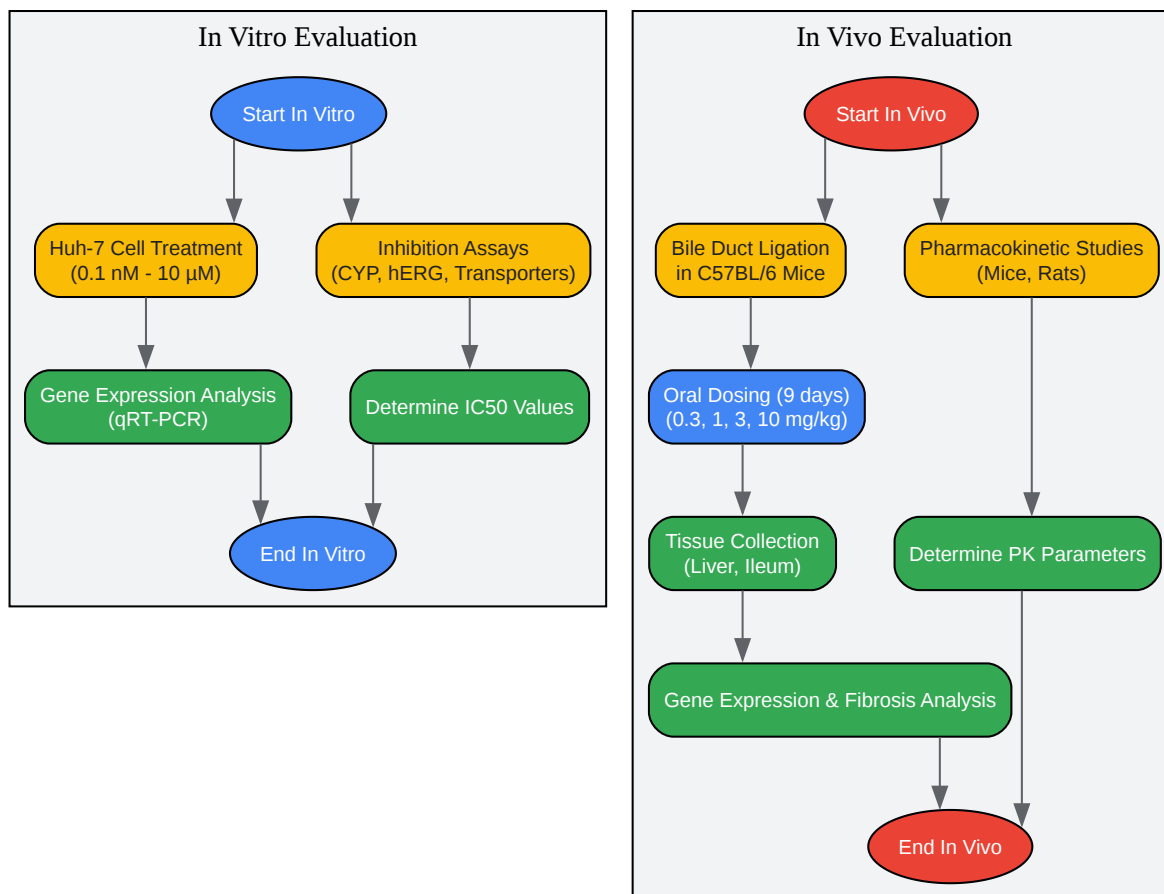 In Vitro Evaluation
Start In Vitro
Huh-7 Cell Treatment
(0.1 nM - 10 µM)
Inhibition Assays
(CYP, hERG, Transporters)
Gene Expression Analysis
(qRT-PCR)
Determine IC50 Values
End In Vitro
In Vivo Evaluation
Start In Vivo
Bile Duct Ligation
in C57BL/6 Mice
Pharmacokinetic Studies
(Mice, Rats)
Oral Dosing (9 days)
(0.3, 1, 3, 10 mg/kg)
Tissue Collection
(Liver, Ileum)
Determine PK Parameters
Gene Expression & Fibrosis Analysis
End In Vivo